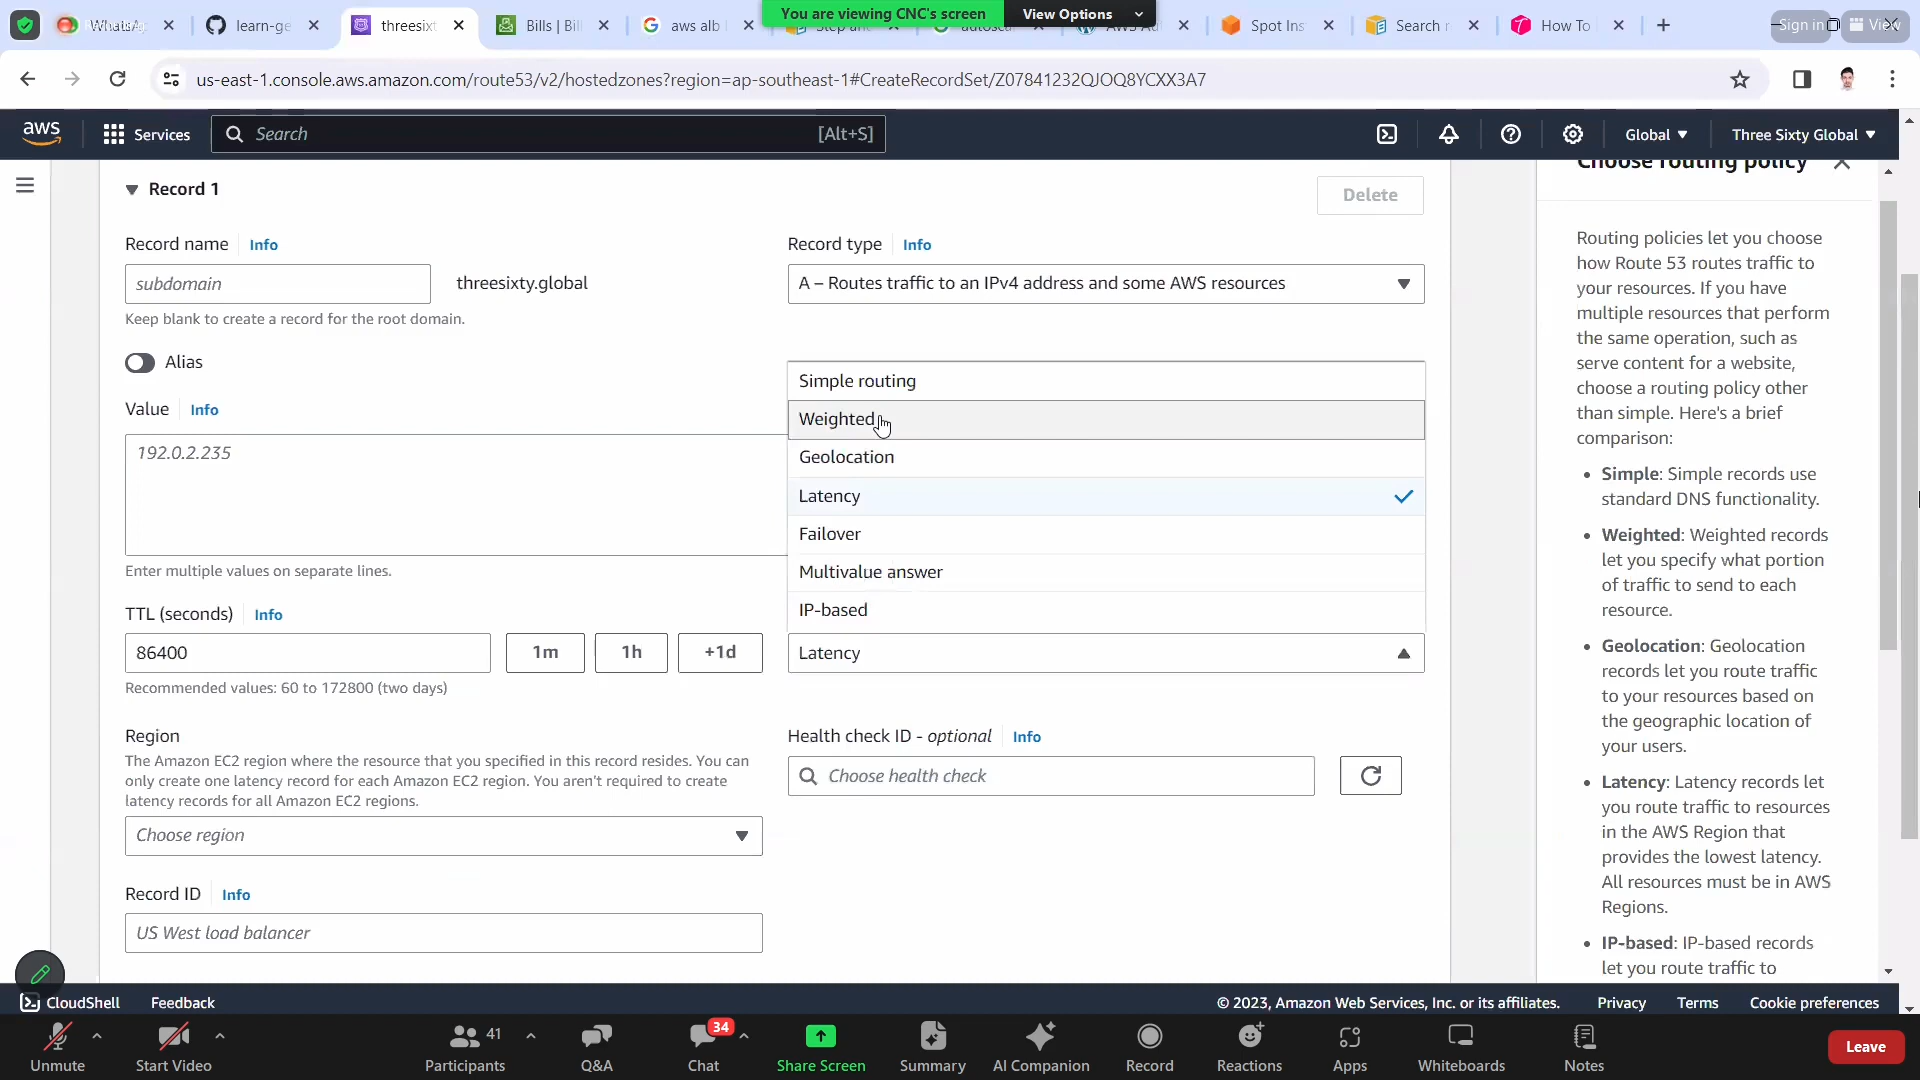 WhatsA
learn-ge
threesixt
Bills | Bil
aws alb
You are viewing CNC's screen
View Options
Spot Ins
Search r
How To
Sign in
View
us-east-1.console.aws.amazon.com/route53/v2/hostedzones?region=ap-southeast-1#CreateRecordSet/Z07841232QJOQ8YCXX3A7
aws
Services
Search
[Alt+S]
Global
Three Sixty Global
Record 1
Delete
Record name
Info
subdomain
threesixty.global
Keep blank to create a record for the root domain.
Record type
Info
A – Routes traffic to an IPv4 address and some AWS resources
Alias
Value
Info
192.0.2.235
Enter multiple values on separate lines.
Simple routing
Weighted
Geolocation
Latency
Failover
Multivalue answer
IP-based
Latency
TTL (seconds)
Info
86400
1m
1h
+1d
Recommended values: 60 to 172800 (two days)
Region
The Amazon EC2 region where the resource that you specified in this record resides. You can
only create one latency record for each Amazon EC2 region. You aren't required to create
latency records for all Amazon EC2 regions.
Choose region
Health check ID - optional
Info
Choose health check
Record ID
Info
US West load balancer
Choose routing policy
Routing policies let you choose
how Route 53 routes traffic to
your resources. If you have
multiple resources that perform
the same operation, such as
serve content for a website,
choose a routing policy other
than simple. Here's a brief
comparison:
Simple: Simple records use
standard DNS functionality.
Weighted: Weighted records
let you specify what portion
of traffic to send to each
resource.
Geolocation: Geolocation
records let you route traffic
to your resources based on
the geographic location of
your users.
Latency: Latency records let
you route traffic to resources
in the AWS Region that
provides the lowest latency.
All resources must be in AWS
Regions.
IP-based: IP-based records
let you route traffic to
CloudShell
Feedback
© 2023, Amazon Web Services, Inc. or its affiliates.
Privacy
Terms
Cookie preferences
Unmute
Start Video
41
Participants
Q&A
34
Chat
Share Screen
Summary
AI Companion
Record
Reactions
Apps
Whiteboards
Notes
Leave